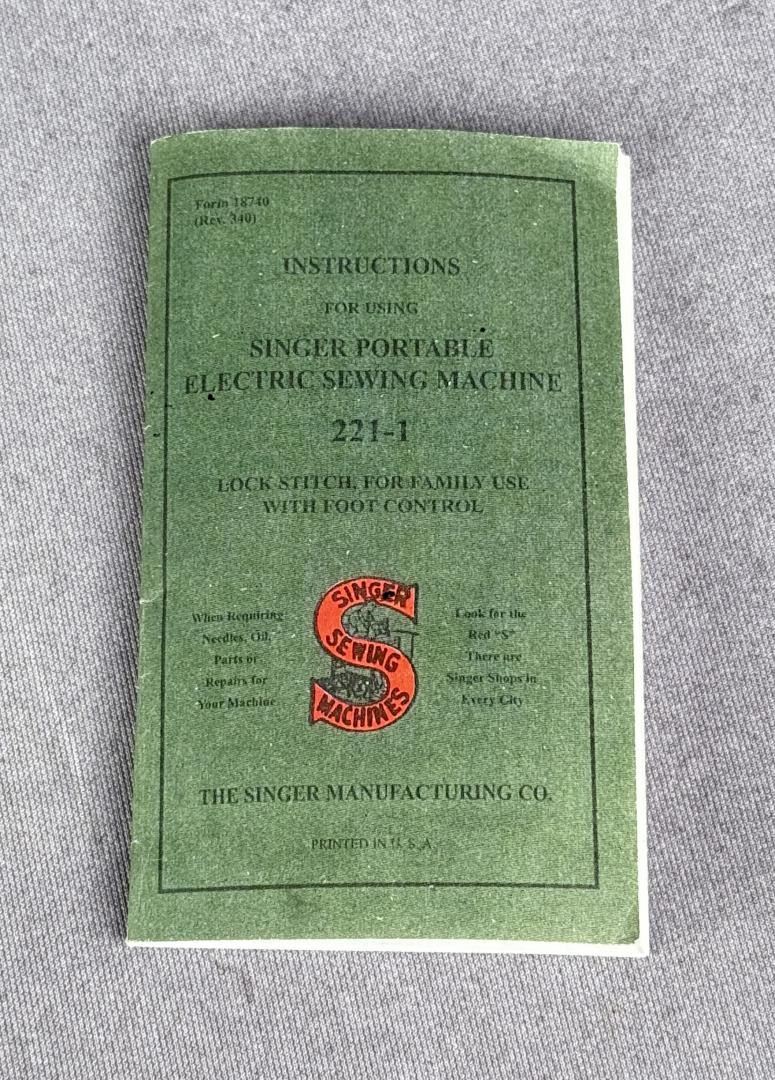 Form 18740
(Rev. 340)
INSTRUCTIONS
FOR USING
SINGER PORTABLE
ELECTRIC SEWING MACHINE
221-1
LOCK STITCH, FOR FAMILY USE
WITH FOOT CONTROL
When Requiring
Needles, Oil,
Parts or
Repairs for
Your Machine
SINGER
SEWING
MACHINES
Look for the
Red "S"
There are
Singer Shops in
Every City
THE SINGER MANUFACTURING CO.
PRINTED IN U. S. A.